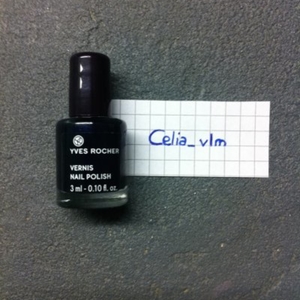 YVES ROCHER
VERNIS
NAIL POLISH
3 ml - 0.10 fl. oz.
Celia_vlm